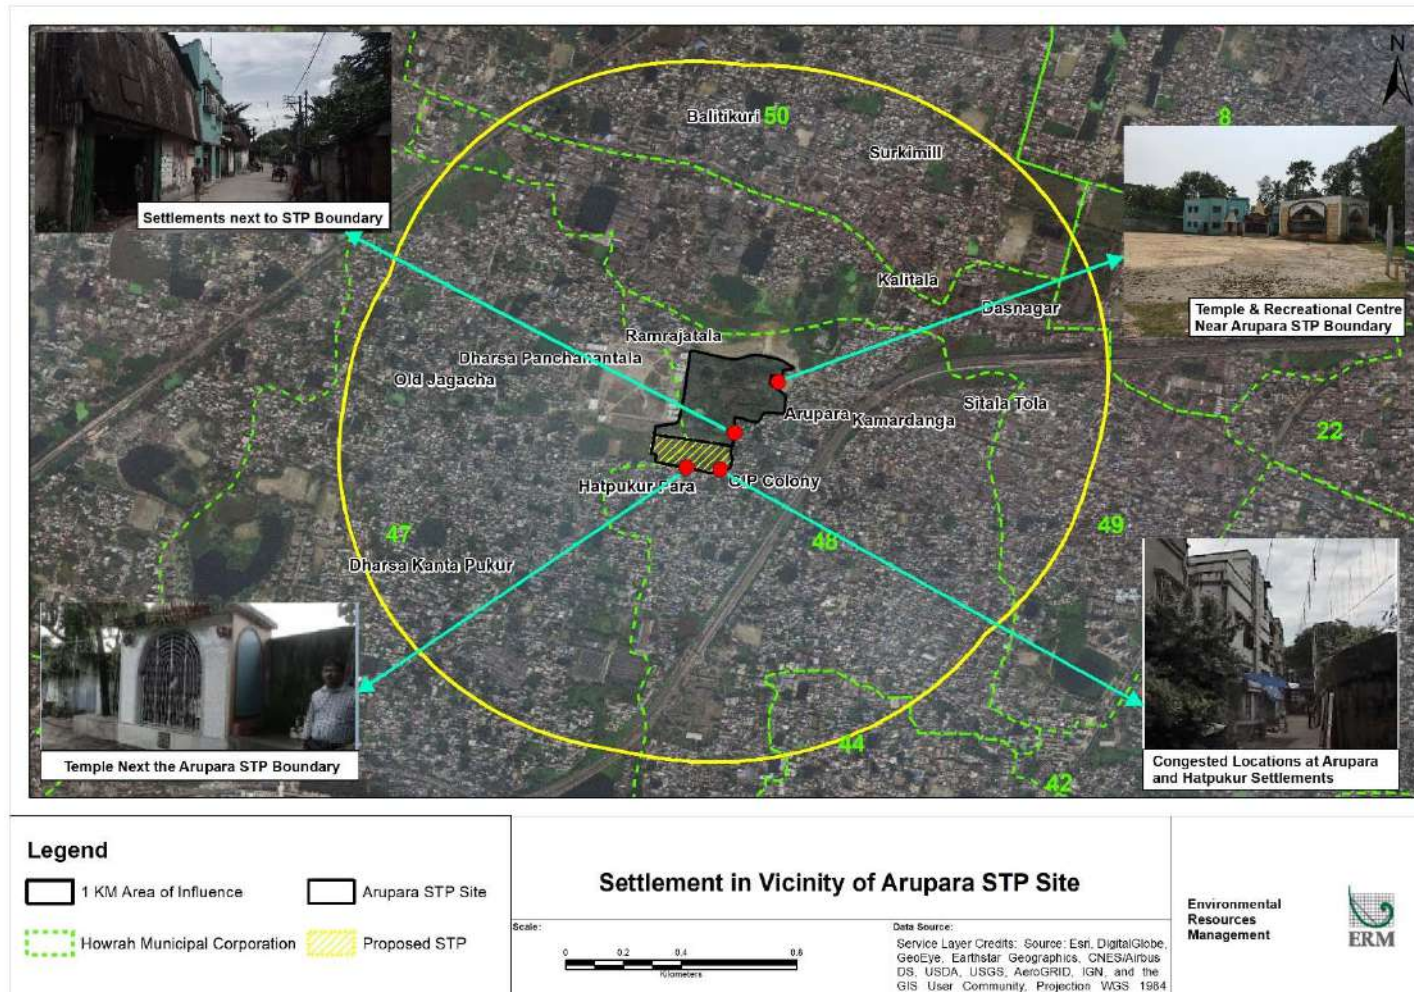 N
Balitikuri 50
8
Surkimill
Settlements next to STP Boundary
Kalitala
Dasnagar
Temple & Recreational Centre
Near Arupara STP Boundary
Ramrajatala
Dharsa Panchanantala
Old Jagacha
Arupara
Kamardanga
Sitala Tola
22
Hatpukur Para
Colony
47
48
49
Dharsa Kanta Pukur
44
42
Temple Next the Arupara STP Boundary
Congested Locations at Arupara
and Hatpukur Settlements
Legend
1 KM Area of Influence
Arupara STP Site
Howrah Municipal Corporation
Proposed STP
Settlement in Vicinity of Arupara STP Site
Scale:
0 0.2 0.4 0.8
Kilometers
Data Source:
Service Layer Credits: Source: Esri, DigitalGlobe,
GeoEye, Earthstar Geographics, CNES/Airbus
DS, USDA, USGS, AeroGRID, IGN, and the
GIS User Community, Projection WGS 1984
Environmental
Resources
Management
ERM